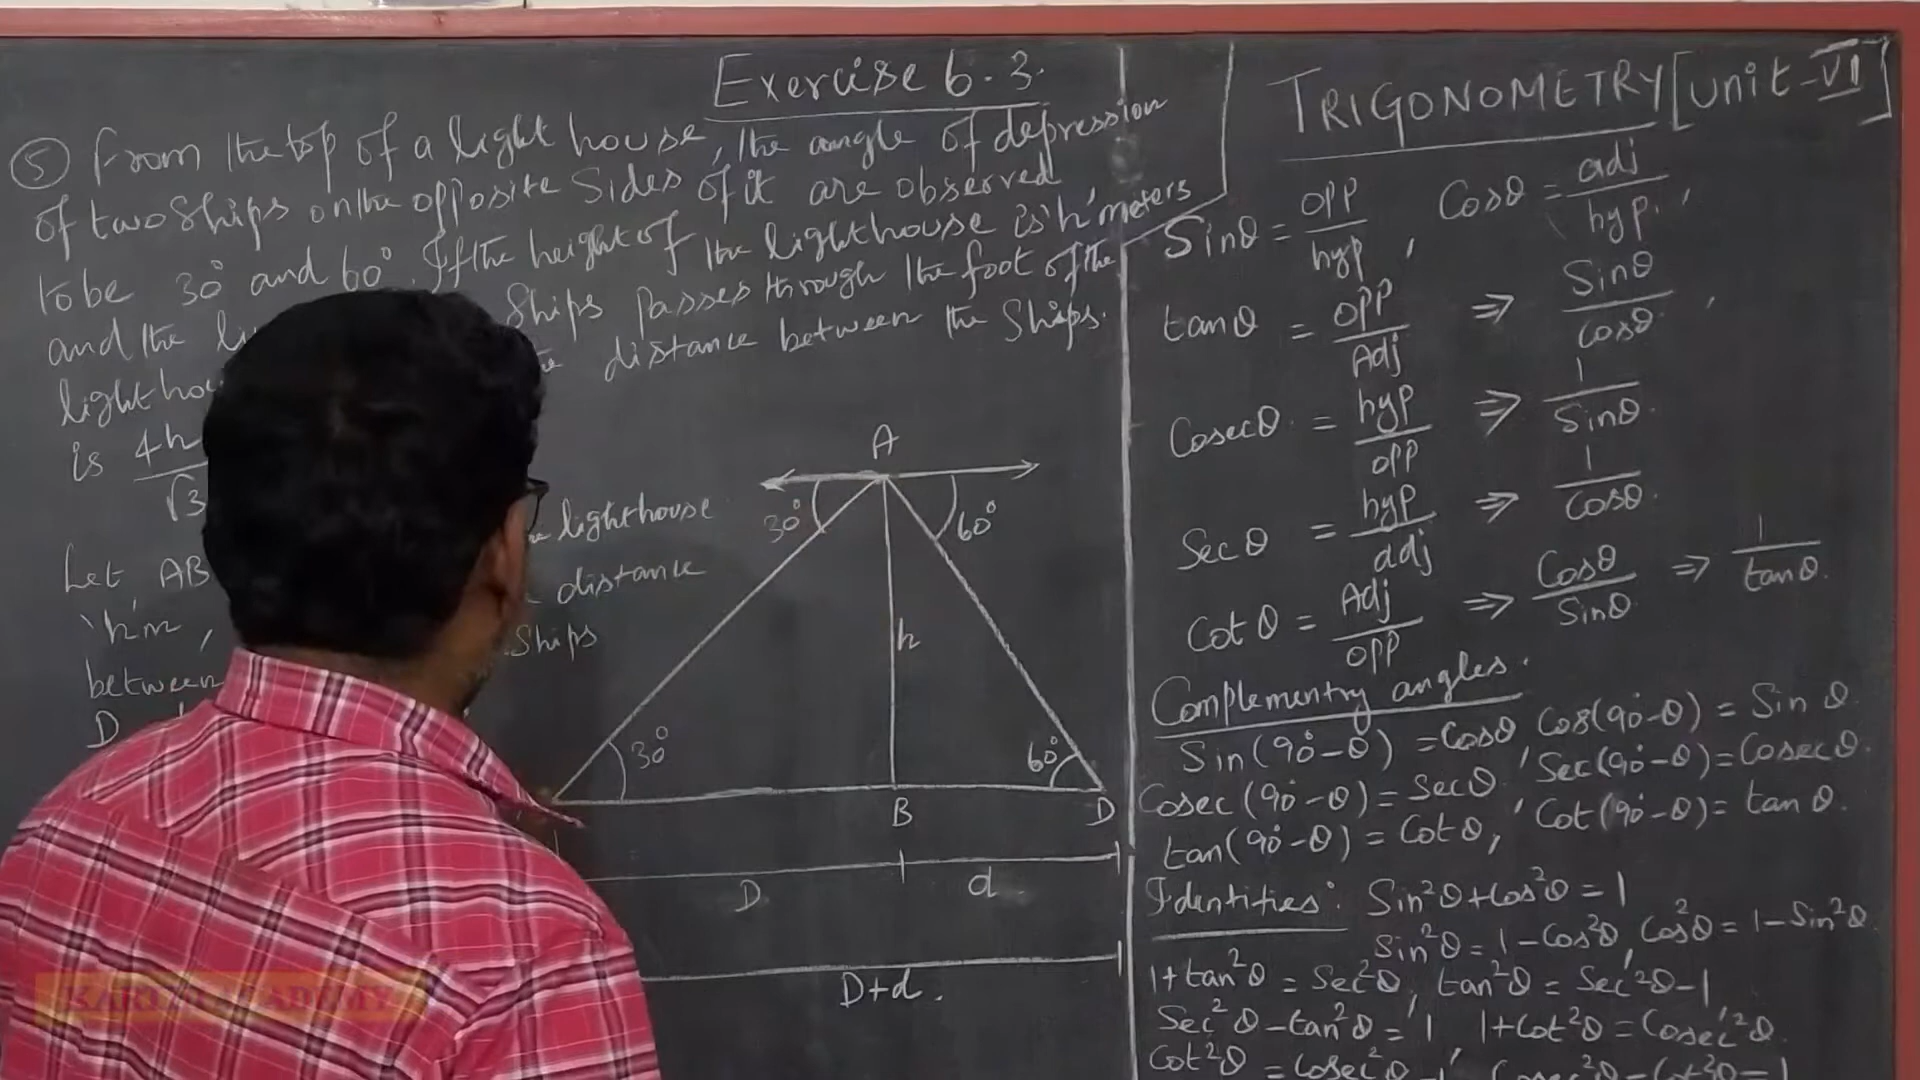 Exercise 6.3.
⑤ From the top of a light house, the angle of depression
of two ships on the opposite Sides of it are observed
to be 30° and 60°. If the height of the lighthouse is 'h' meters
and the Ships passes through the foot of the
distance between the Ships.
is 4h
√3
lighthouse
Let AB
distance
'h'm,
Ships
between
D
A
30°
60°
h
30°
60°
B
D
D
d
D+d.
TRIGONOMETRY [Unit-VI]
Sinθ = opp/hyp, Cosθ = adj/hyp.,
tanθ = opp/Adj ⇒ Sinθ/Cosθ,
Cosecθ = hyp/opp ⇒ 1/Sinθ.
Secθ = hyp/adj ⇒ 1/Cosθ.
Cotθ = Adj/opp ⇒ Cosθ/Sinθ ⇒ 1/tanθ.
Complementry angles.
Sin(90°-θ) = Cosθ Cos(90°-θ) = Sin θ
Cosec(90°-θ) = Secθ, Sec(90°-θ) = Cosecθ.
tan(90°-θ) = Cotθ, Cot(90°-θ) = tanθ.
Identities: Sin²θ+Cos²θ = 1
Sin²θ = 1-Cos²θ, Cos²θ = 1-Sin²θ
1+tan²θ = Sec²θ, tan²θ = Sec²θ-1,
Sec²θ-tan²θ = 1, 1+Cot²θ = Cosec²θ.
Cot²θ = Cosec²θ-1, Cosec²θ-Cot²θ=1